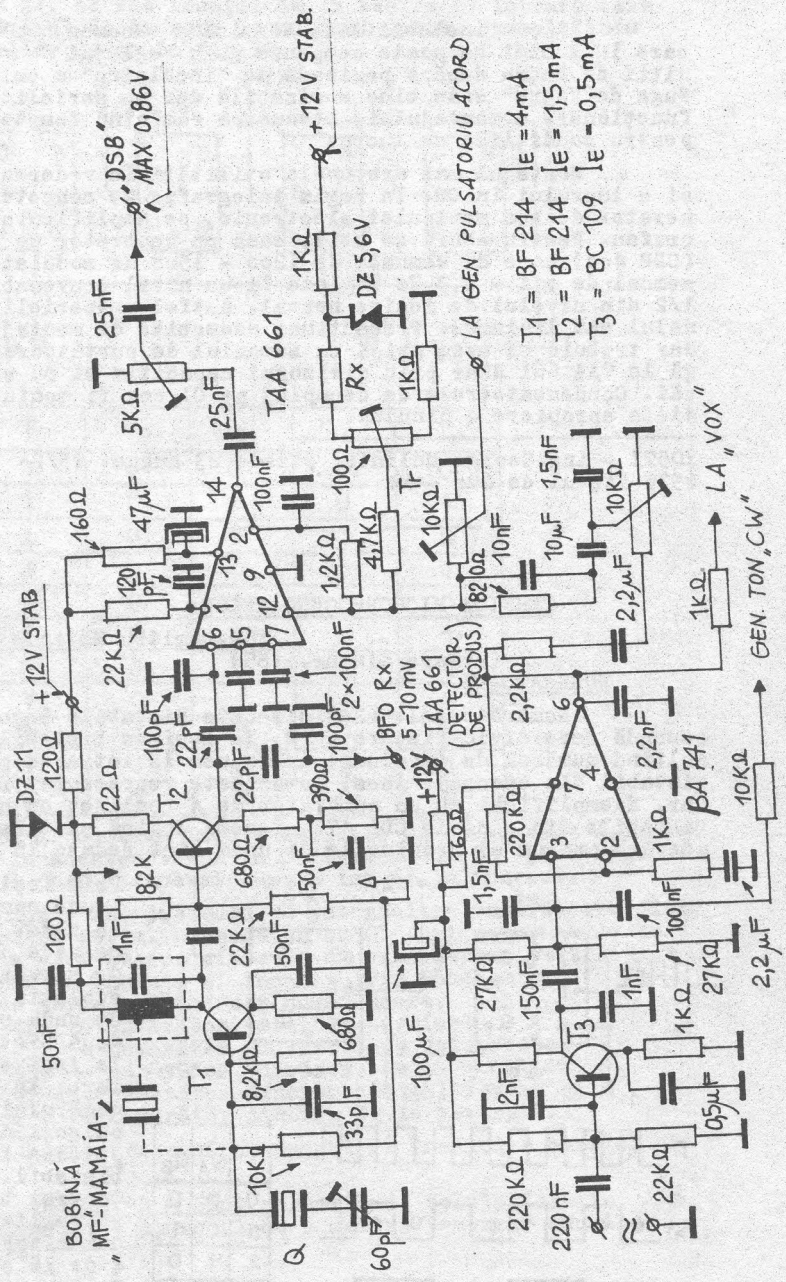 BOBINĂ
„MF"-MAMAIA-
50nF
120Ω
DZ 11
120Ω
+12V STAB
160Ω
47μF
120
pF
22KΩ
5KΩ
25nF
"DSB"
MAX 0,86V
25nF
TAA 661
22Ω
T2
8,2K
1nF
100pF
22pF
6
5
7
1
13
14
2
9
12
2x100nF
100nF
1,2KΩ
+12V STAB.
1KΩ
DZ 5,6V
Rx
100Ω
1KΩ
4,7KΩ
T1
10KΩ
8,2KΩ
33pF
680Ω
50nF
22KΩ
680Ω
50nF
390Ω
22pF
100pF
BFO Rx
5-10mV
TAA 661
(DETECTOR
DE PRODUS)
Q
60pF
LA GEN. PULSATORIU ACORD
10KΩ
10nF
820Ω
10μF
1,5nF
10KΩ
2,2μF
2,2KΩ
T1 = BF 214 IE = 4mA
T2 = BF 214 IE = 1,5mA
T3 = BC 109 IE = 0,5mA
+12V
160Ω
100μF
220KΩ
1,5nF
27KΩ
150nF
3
2
7
4
6
BA 741
2,2nF
1KΩ
LA „VOX"
220KΩ
220nF
2nF
T3
1nF
22KΩ
0,5μF
1KΩ
27KΩ
100nF
1KΩ
2,2μF
10KΩ
GEN. TON „CW"
≈